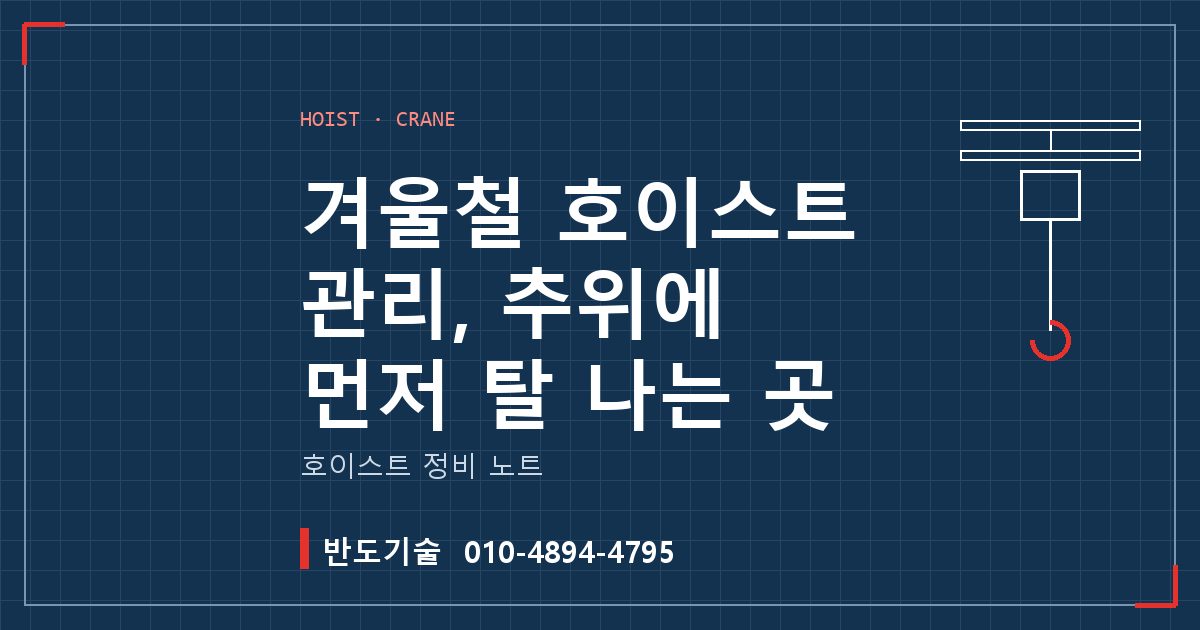 HOIST · CRANE
겨울철 호이스트
관리, 추위에
먼저 탈 나는 곳
호이스트 정비 노트
반도기술 010-4894-4795